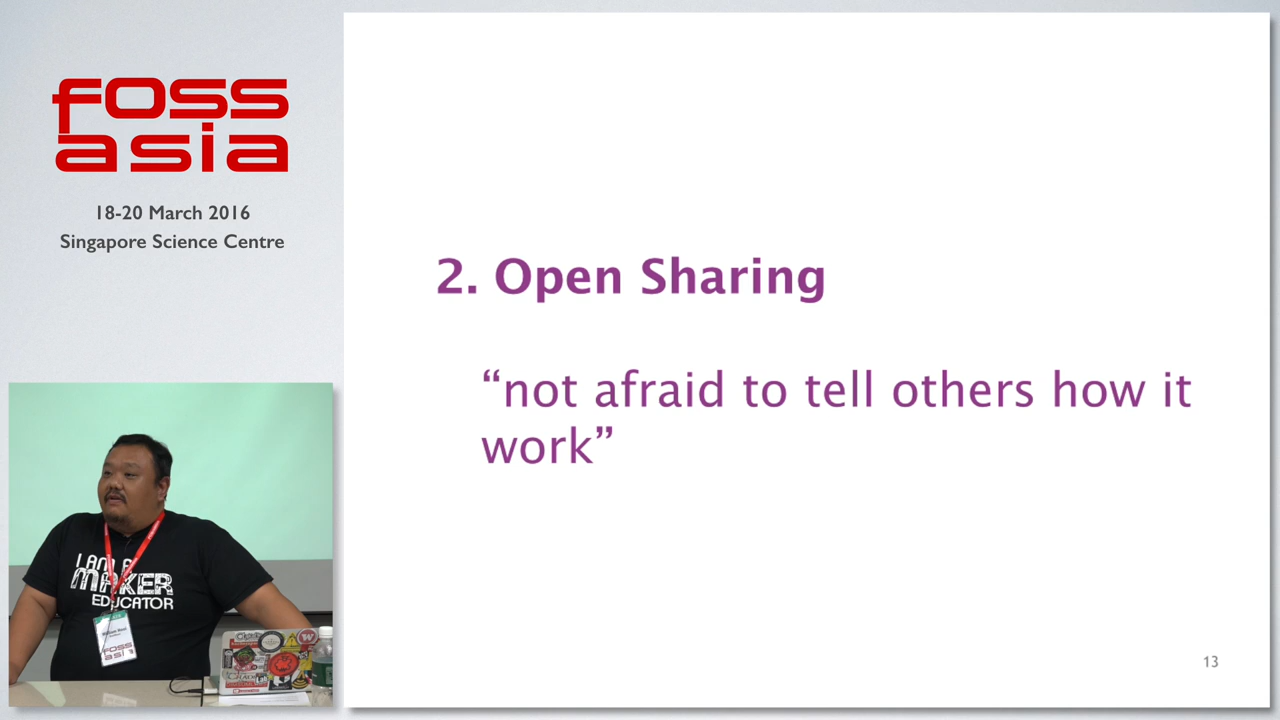 foss
asia
18-20 March 2016
Singapore Science Centre
2. Open Sharing
“not afraid to tell others how it
work”
13
I AM A
MAKER
EDUCATOR
FOSS